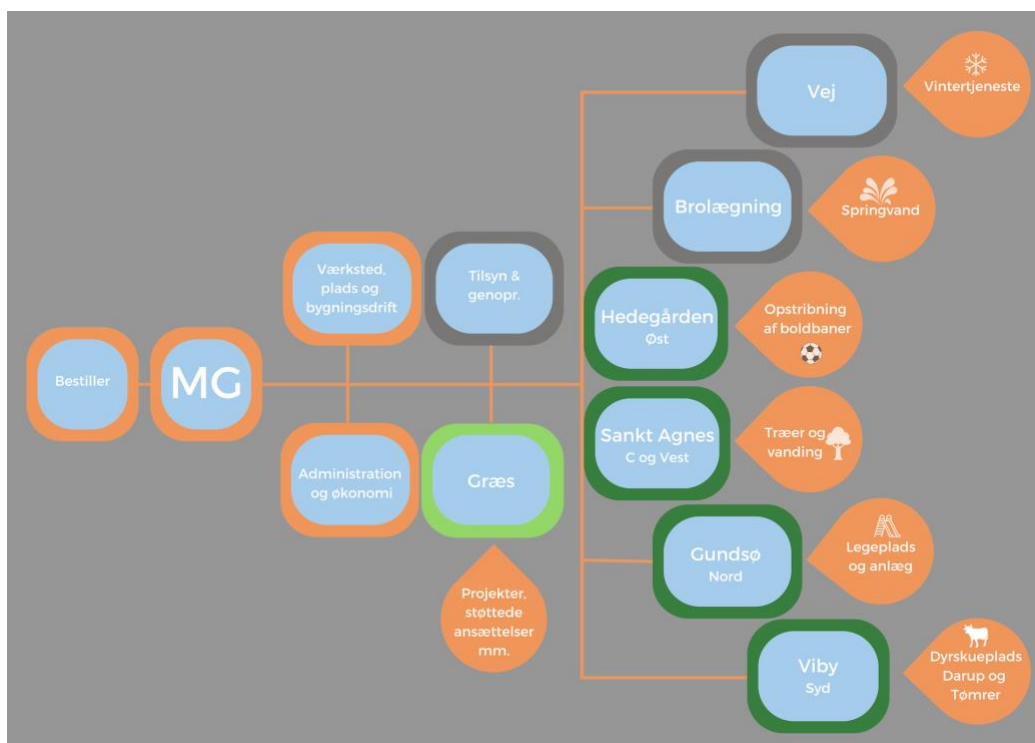 Vej
Vintertjeneste
Brolægning
Springvand
Værksted,
plads og
bygningsdrift
Tilsyn &
genopr.
Hedegården
Øst
Opstribning
af boldbaner
Bestiller
MG
Administration
og økonomi
Græs
Sankt Agnes
C og Vest
Træer og
vanding
Gundsø
Nord
Legeplads
og anlæg
Projekter,
støttede
ansættelser
mm.
Viby
Syd
Dyrskueplads
Darup og
Tømrer